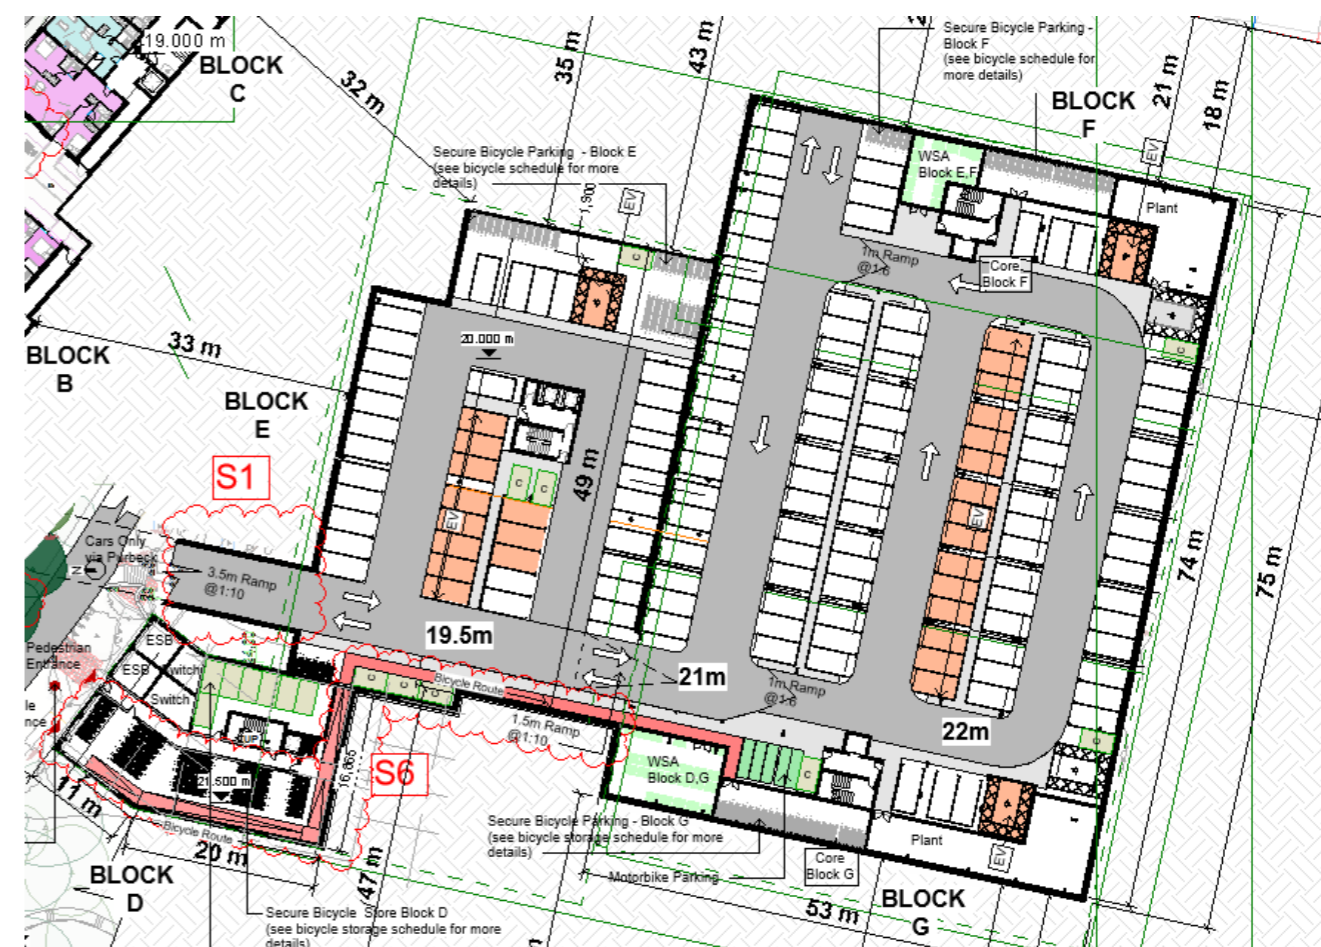 19.000 m
BLOCK
C
32 m
35 m
43 m
Secure Bicycle Parking -
Block F
(see bicycle schedule for
more details)
BLOCK
F
21 m
18 m
EV
Secure Bicycle Parking - Block E
(see bicycle schedule for more
details)
1,900
EV
WSA
Block E,F
Plant
C
1m Ramp
@1:6
Core
Block F
C
20.000 m
33 m
BLOCK
B
BLOCK
E
S1
49 m
C
C
EV
EV
74 m
75 m
Cars Only
via Purbeck
3.5m Ramp
@1:10
19.5m
21m
22m
Pedestrian
Entrance
ESB
ESB
Switch
Switch
Bicycle Route
C
C
C
1.5m Ramp
@1:10
1m Ramp
@1:6
C
S6
16,865
21.500 m
WSA
Block D,G
C
11 m
Bicycle Route
20 m
BLOCK
D
47 m
Secure Bicycle Parking - Block G
(see bicycle storage schedule for more
details)
Motorbike Parking
Core
Block G
Plant
EV
BLOCK
G
53 m
Secure Bicycle Store Block D
(see bicycle storage schedule for more
details)